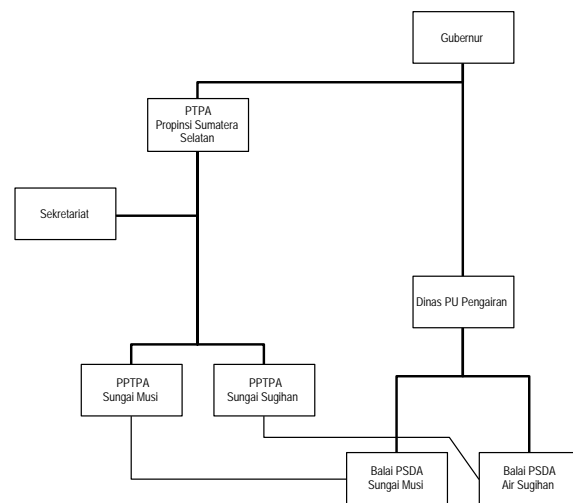 Gubernur
PTPA
Propinsi Sumatera
Selatan
Sekretariat
Dinas PU Pengairan
PPTPA
Sungai Musi
PPTPA
Sungai Sugihan
Balai PSDA
Sungai Musi
Balai PSDA
Air Sugihan